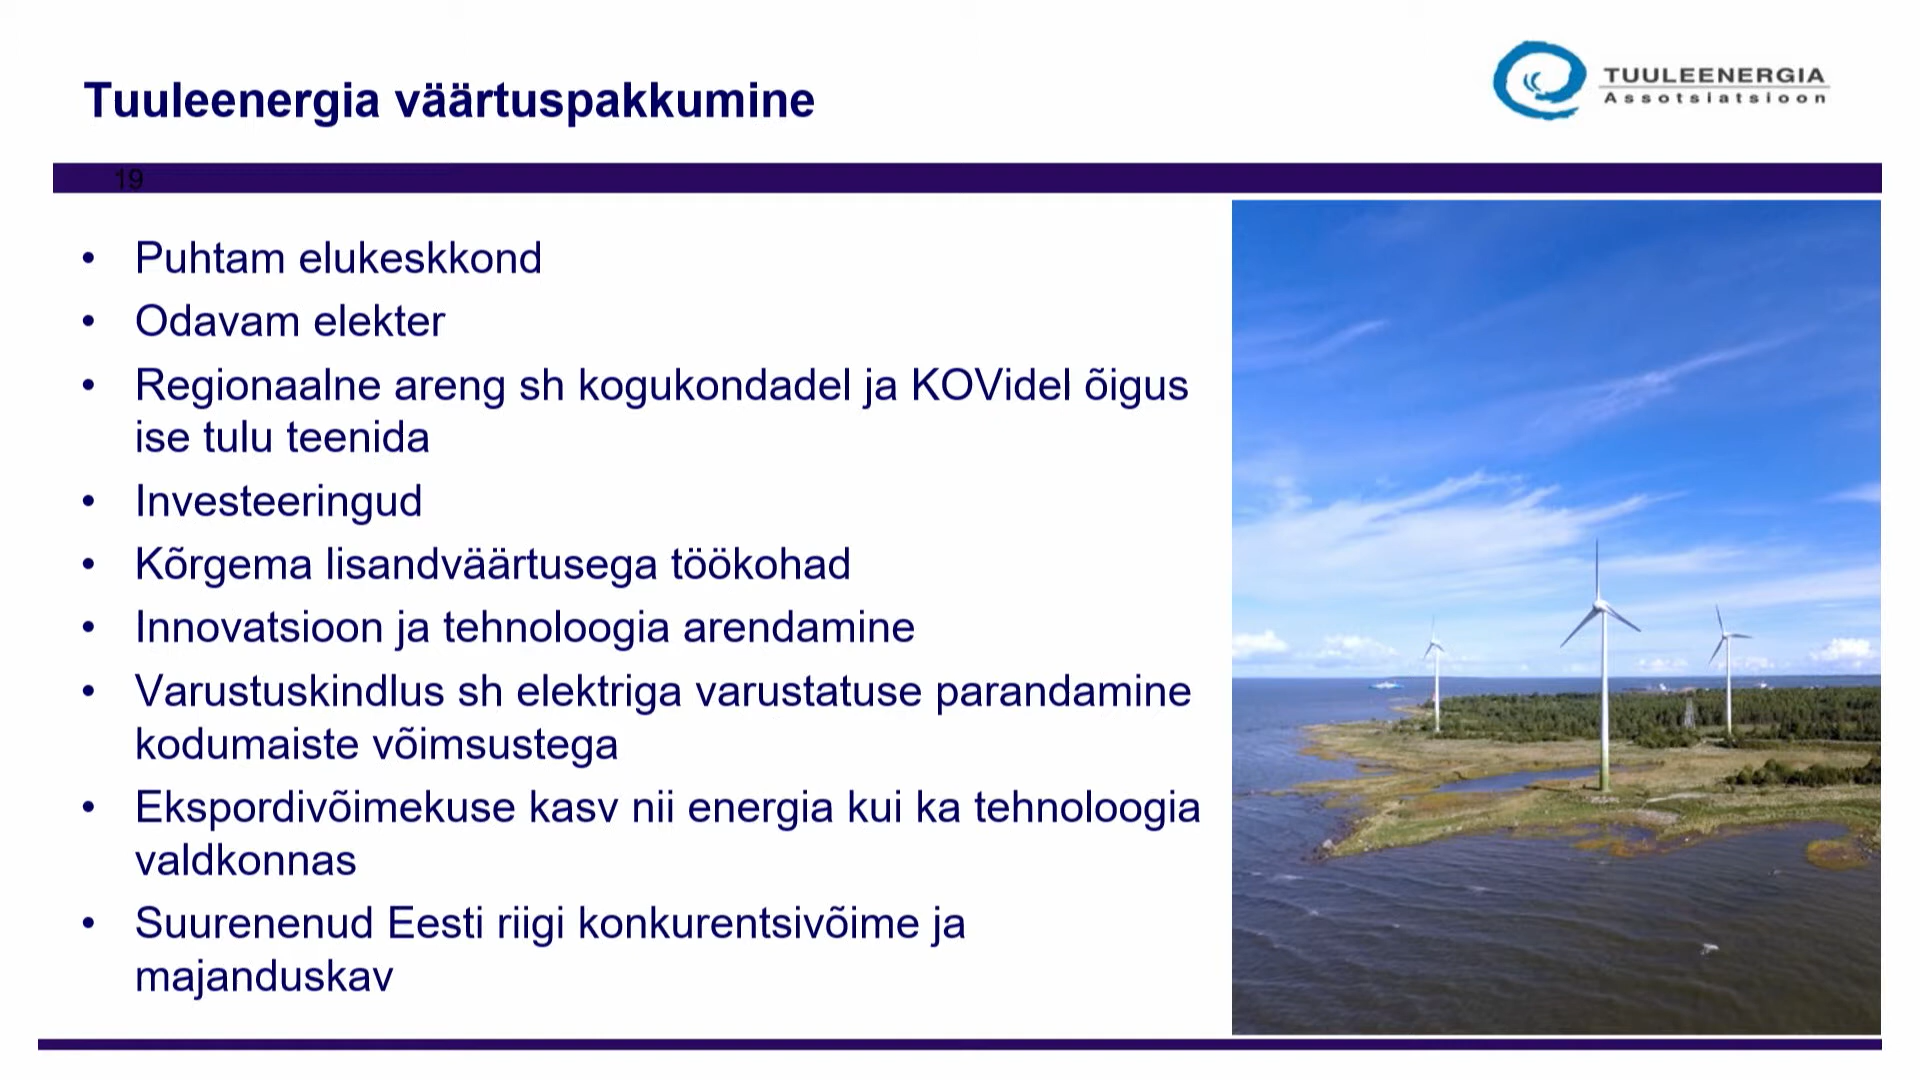 Tuuleenergia väärtuspakkumine
TUULEENERGIA
Assotsiatsioon
19
• Puhtam elukeskkond
• Odavam elekter
• Regionaalne areng sh kogukondadel ja KOVidel õigus
ise tulu teenida
• Investeeringud
• Kõrgema lisandväärtusega töökohad
• Innovatsioon ja tehnoloogia arendamine
• Varustuskindlus sh elektriga varustatuse parandamine
kodumaiste võimsustega
• Ekspordivõimekuse kasv nii energia kui ka tehnoloogia
valdkonnas
• Suurenenud Eesti riigi konkurentsivõime ja
majanduskav